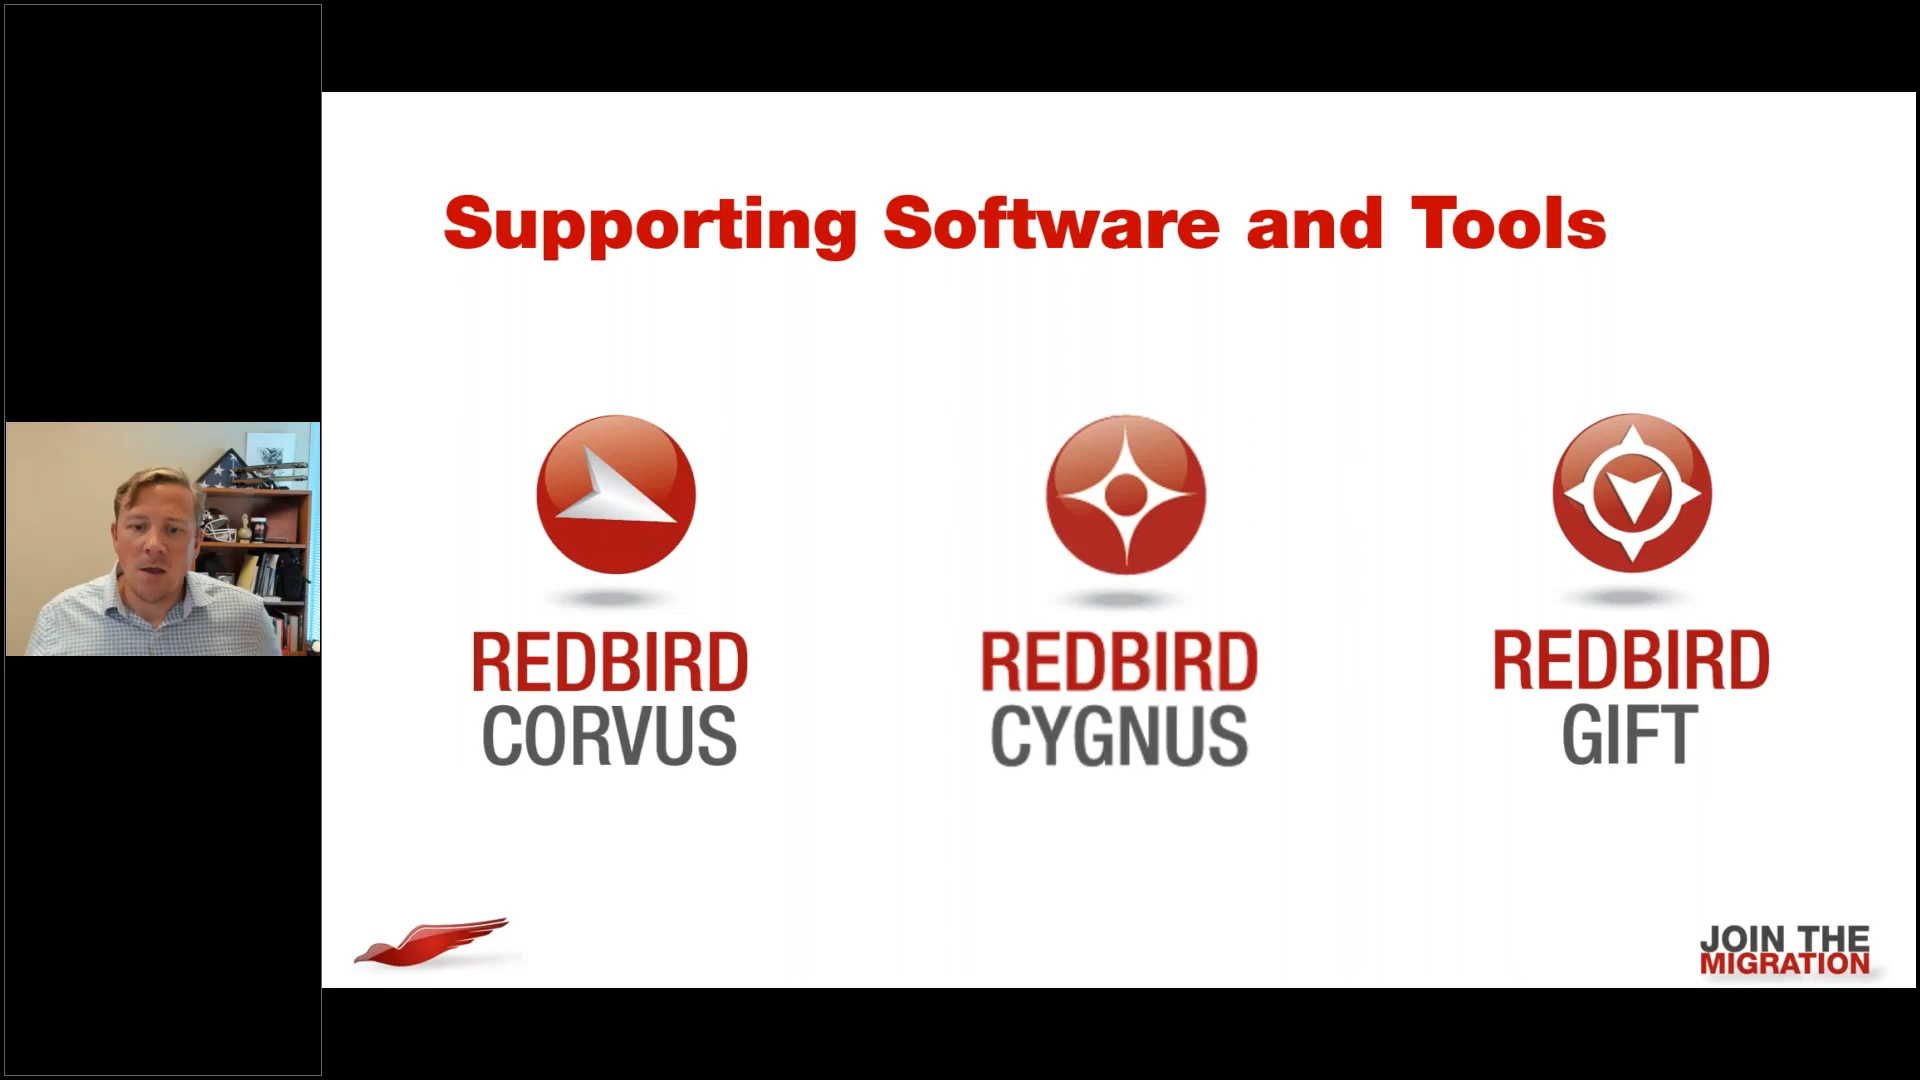 Supporting Software and Tools
REDBIRD
CORVUS
REDBIRD
CYGNUS
REDBIRD
GIFT
JOIN THE
MIGRATION